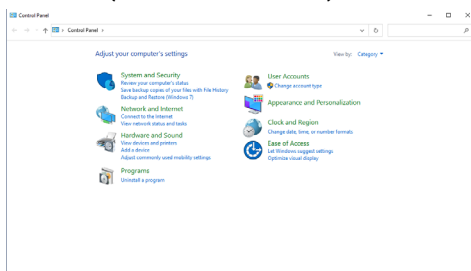 Control Panel
Control Panel
Adjust your computer's settings
View by: Category
System and Security
Review your computer's status
Save backup copies of your files with File History
Backup and Restore (Windows 7)
Network and Internet
Connect to the Internet
View network status and tasks
Hardware and Sound
View devices and printers
Add a device
Adjust commonly used mobility settings
Programs
Uninstall a program
User Accounts
Change account type
Appearance and Personalization
Clock and Region
Change date, time, or number formats
Ease of Access
Let Windows suggest settings
Optimize visual display